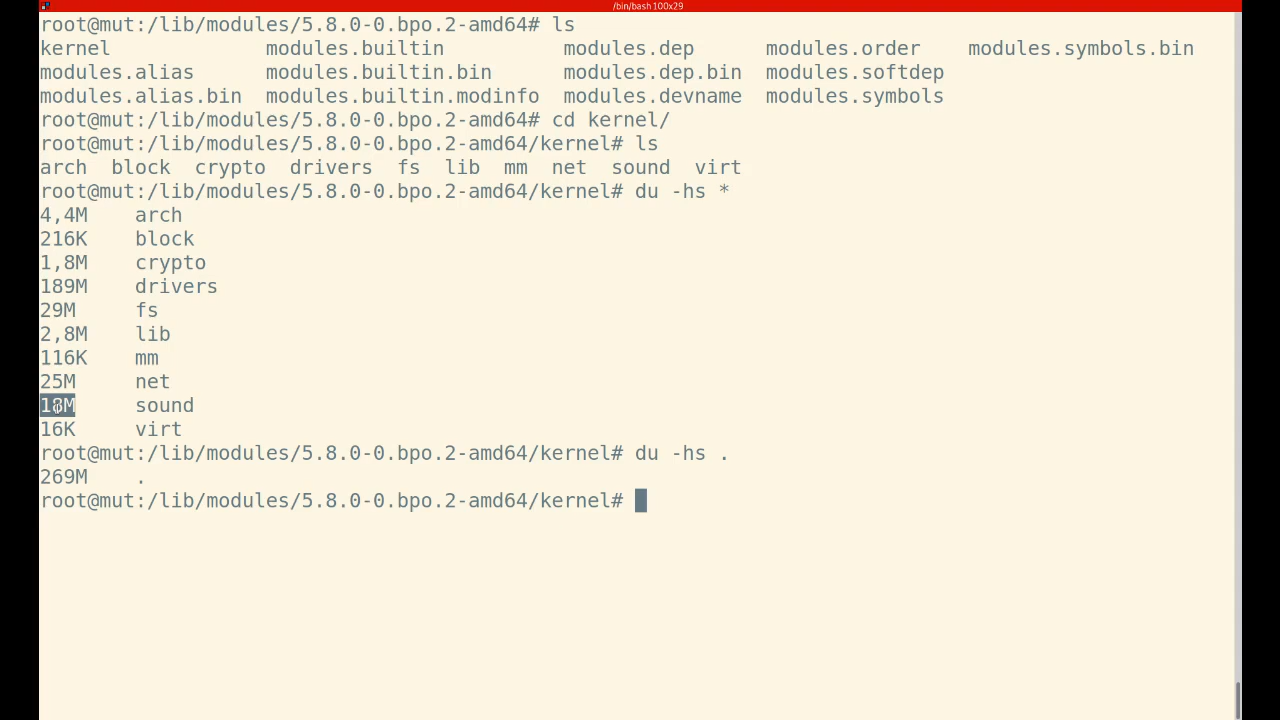 /bin/bash 100x29
root@mut:/lib/modules/5.8.0-0.bpo.2-amd64# ls
kernel modules.builtin modules.dep modules.order modules.symbols.bin
modules.alias modules.builtin.bin modules.dep.bin modules.softdep
modules.alias.bin modules.builtin.modinfo modules.devname modules.symbols
root@mut:/lib/modules/5.8.0-0.bpo.2-amd64# cd kernel/
root@mut:/lib/modules/5.8.0-0.bpo.2-amd64/kernel# ls
arch block crypto drivers fs lib mm net sound virt
root@mut:/lib/modules/5.8.0-0.bpo.2-amd64/kernel# du -hs *
4,4M arch
216K block
1,8M crypto
189M drivers
29M fs
2,8M lib
116K mm
25M net
18M sound
16K virt
root@mut:/lib/modules/5.8.0-0.bpo.2-amd64/kernel# du -hs .
269M .
root@mut:/lib/modules/5.8.0-0.bpo.2-amd64/kernel#